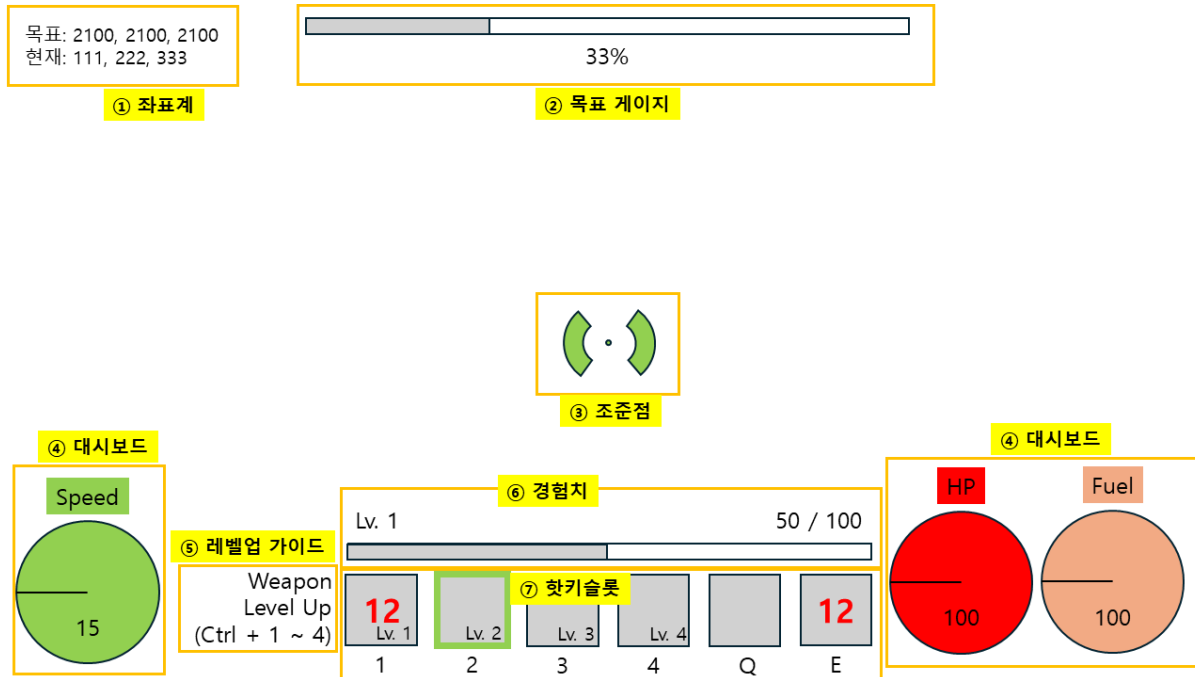 목표: 2100, 2100, 2100
현재: 111, 222, 333
① 좌표계
33%
② 목표 게이지
③ 조준점
④ 대시보드
Speed
15
⑤ 레벨업 가이드
Weapon
Level Up
(Ctrl + 1 ~ 4)
⑥ 경험치
Lv. 1
50 / 100
⑦ 핫키슬롯
12
Lv. 1
Lv. 2
Lv. 3
Lv. 4
12
1
2
3
4
Q
E
④ 대시보드
HP
Fuel
100
100